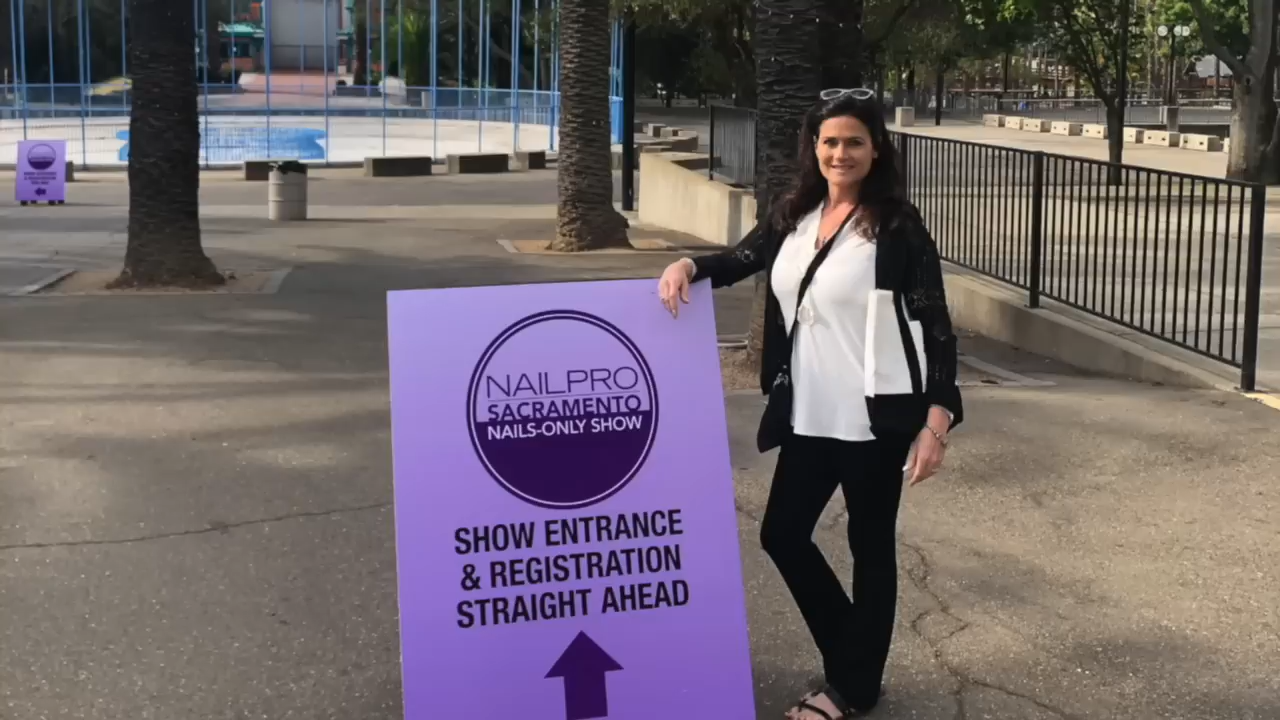 NAILPRO
SACRAMENTO
NAILS-ONLY SHOW
SHOW ENTRANCE
& REGISTRATION
STRAIGHT AHEAD